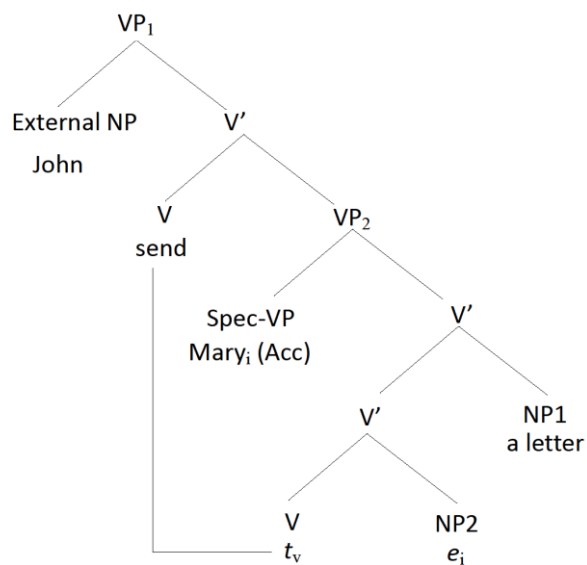 VP₁
External NP V’
John
V VP₂
send
Spec-VP V’
Maryᵢ (Acc)
V’ NP1
a letter
V NP2
tᵥ eᵢ